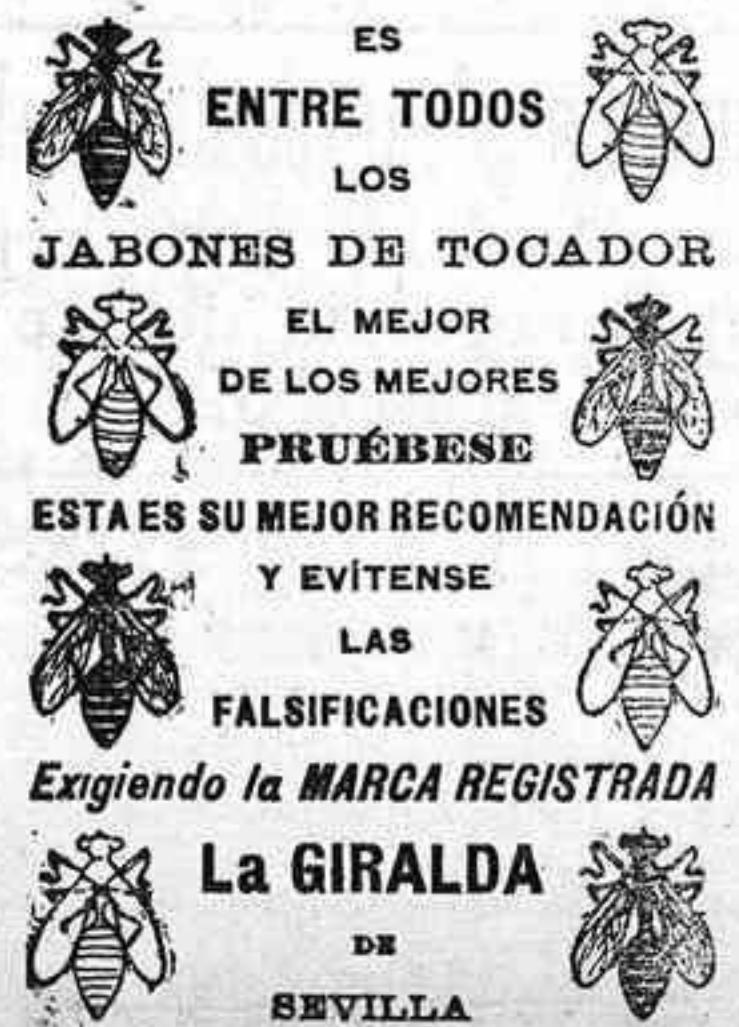 ES
ENTRE TODOS
LOS
JABONES DE TOCADOR
EL MEJOR
DE LOS MEJORES
PRUÉBESE
ESTA ES SU MEJOR RECOMENDACIÓN
Y EVÍTENSE
LAS
FALSIFICACIONES
Exigiendo la MARCA REGISTRADA
La GIRALDA
DE
SEVILLA